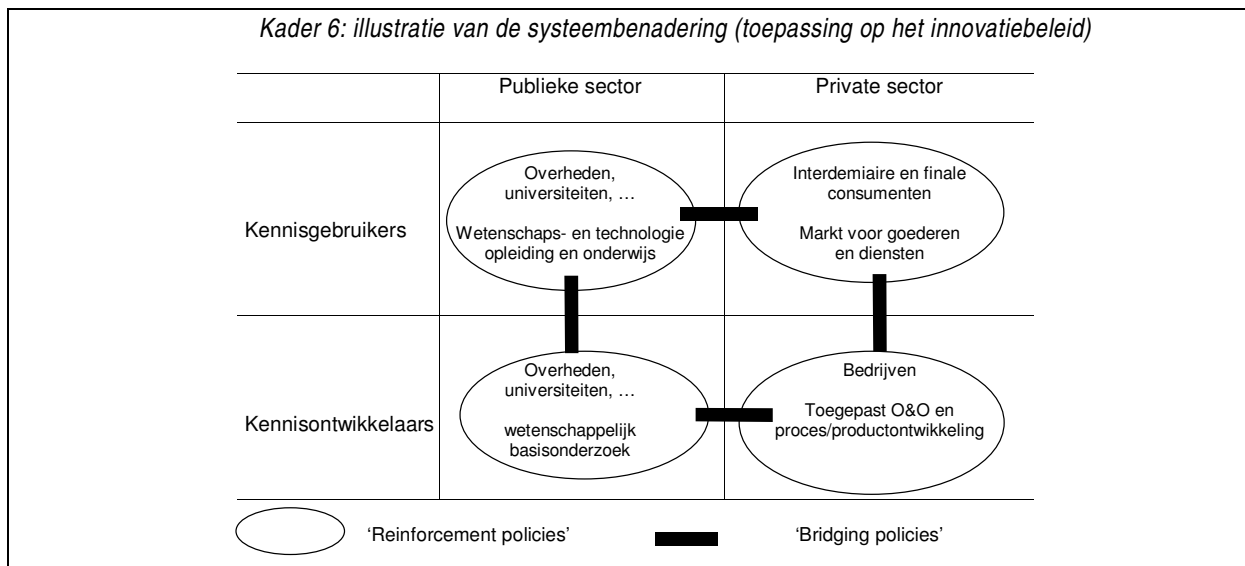 Kader 6: illustratie van de systeembenadering (toepassing op het innovatiebeleid)
Publieke sector
Private sector
Kennisgebruikers
Overheden,
universiteiten, …
Wetenschaps- en technologie
opleiding en onderwijs
Interdemiaire en finale
consumenten
Markt voor goederen
en diensten
Kennisontwikkelaars
Overheden,
universiteiten, …
wetenschappelijk
basisonderzoek
Bedrijven
Toegepast O&O en
proces/productontwikkeling
‘Reinforcement policies’
‘Bridging policies’